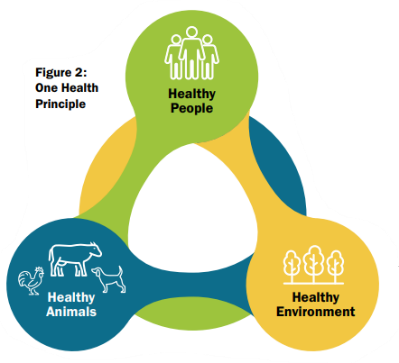 Figure 2:
One Health
Principle
Healthy
People
Healthy
Animals
Healthy
Environment